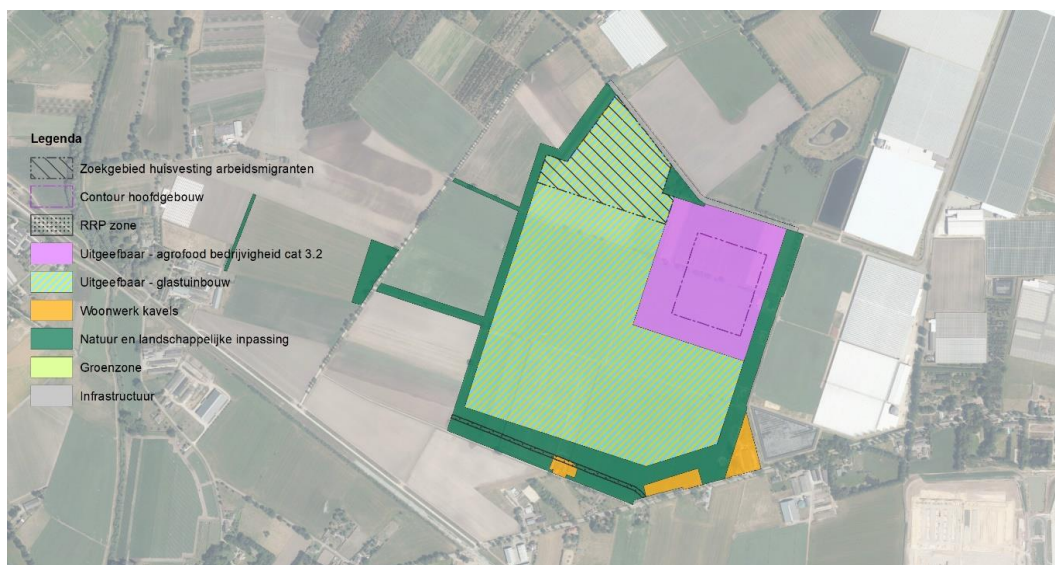 Legenda
Zoekgebied huisvesting arbeidsmigranten
Contour hoofdgebouw
RRP zone
Uitgeefbaar - agrofood bedrijvigheid cat 3.2
Uitgeefbaar - glastuinbouw
Woonwerk kavels
Natuur en landschappelijke inpassing
Groenzone
Infrastructuur